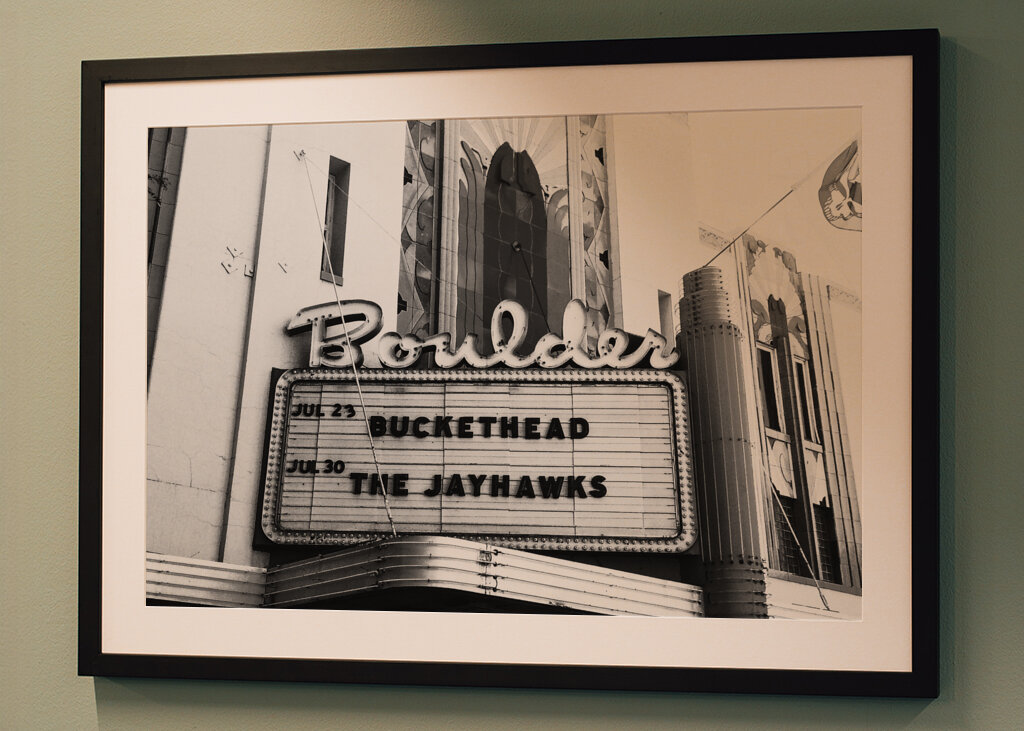 Boulder
JUL 23 BUCKETHEAD
JUL 30 THE JAYHAWKS